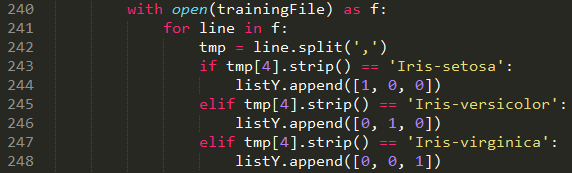 240 with open(trainingFile) as f:
241 for line in f:
242 tmp = line.split(',')
243 if tmp[4].strip() == 'Iris-setosa':
244 listY.append([1, 0, 0])
245 elif tmp[4].strip() == 'Iris-versicolor':
246 listY.append([0, 1, 0])
247 elif tmp[4].strip() == 'Iris-virginica':
248 listY.append([0, 0, 1])